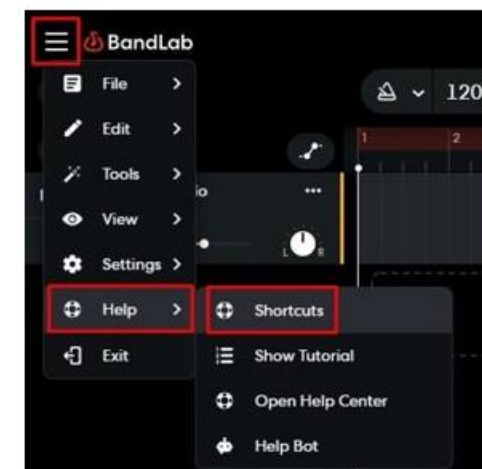 BandLab
File
Edit
Tools
View
Settings
Help
Exit
120
1 2
io
L R
Shortcuts
Show Tutorial
Open Help Center
Help Bot